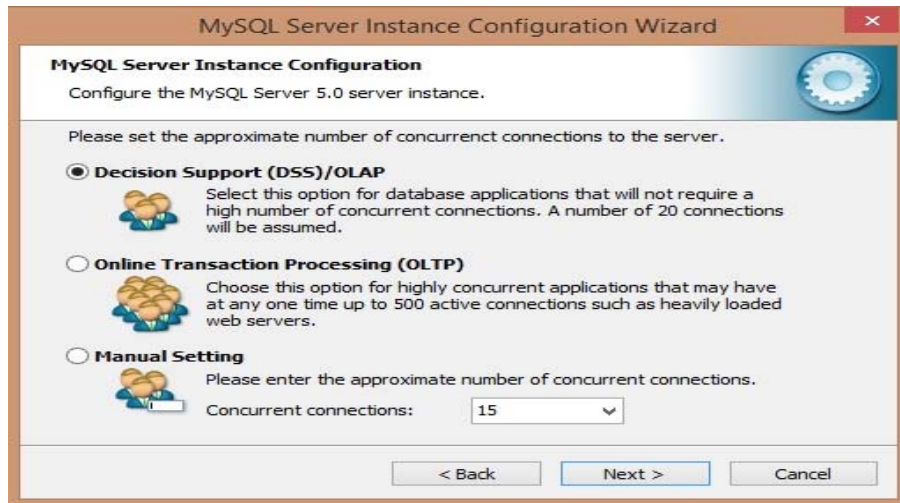 MySQL Server Instance Configuration Wizard
MySQL Server Instance Configuration
Configure the MySQL Server 5.0 server instance.
Please set the approximate number of concurrenct connections to the server.
Decision Support (DSS)/OLAP
Select this option for database applications that will not require a
high number of concurrent connections. A number of 20 connections
will be assumed.
Online Transaction Processing (OLTP)
Choose this option for highly concurrent applications that may have
at any one time up to 500 active connections such as heavily loaded
web servers.
Manual Setting
Please enter the approximate number of concurrent connections.
Concurrent connections: 15
< Back Next > Cancel